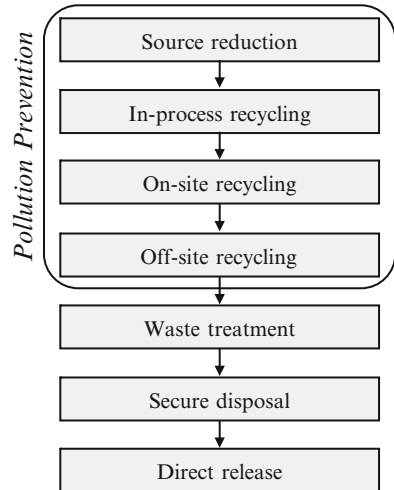 Pollution Prevention
Source reduction
In-process recycling
On-site recycling
Off-site recycling
Waste treatment
Secure disposal
Direct release